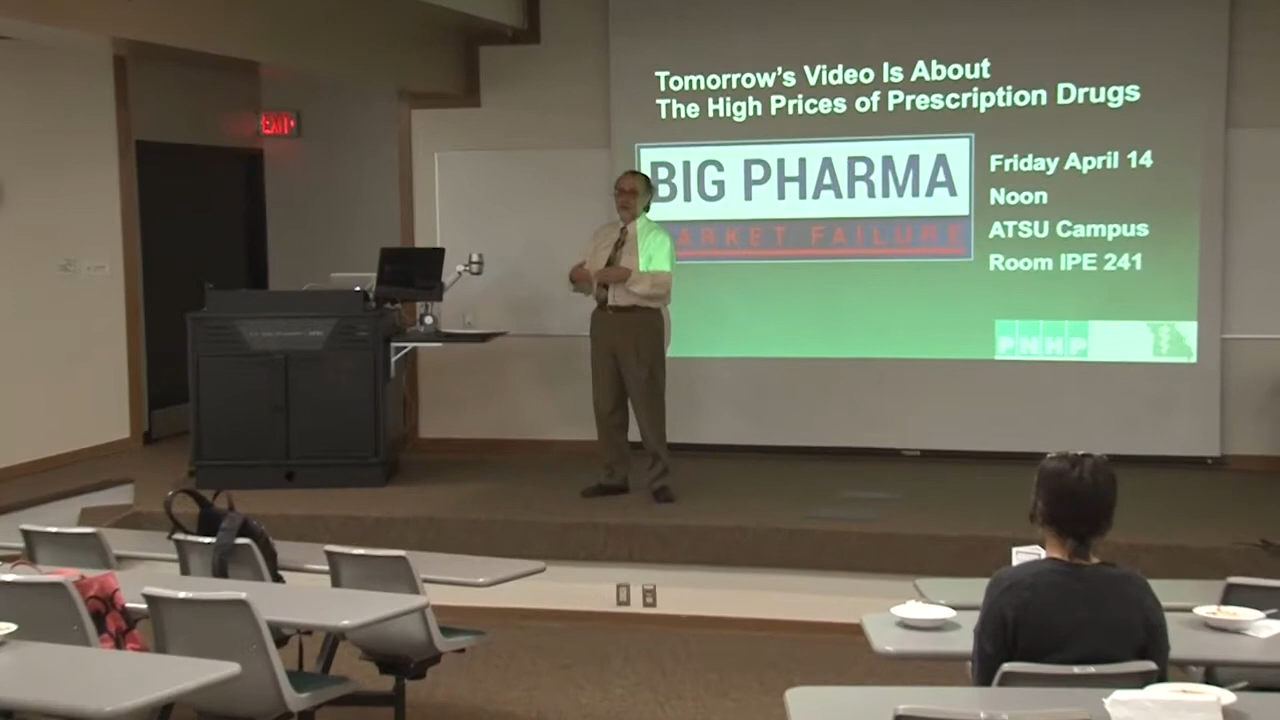 Tomorrow's Video Is About
The High Prices of Prescription Drugs
EXIT
BIG PHARMA
MARKET FAILURE
Friday April 14
Noon
ATSU Campus
Room IPE 241
PNHP